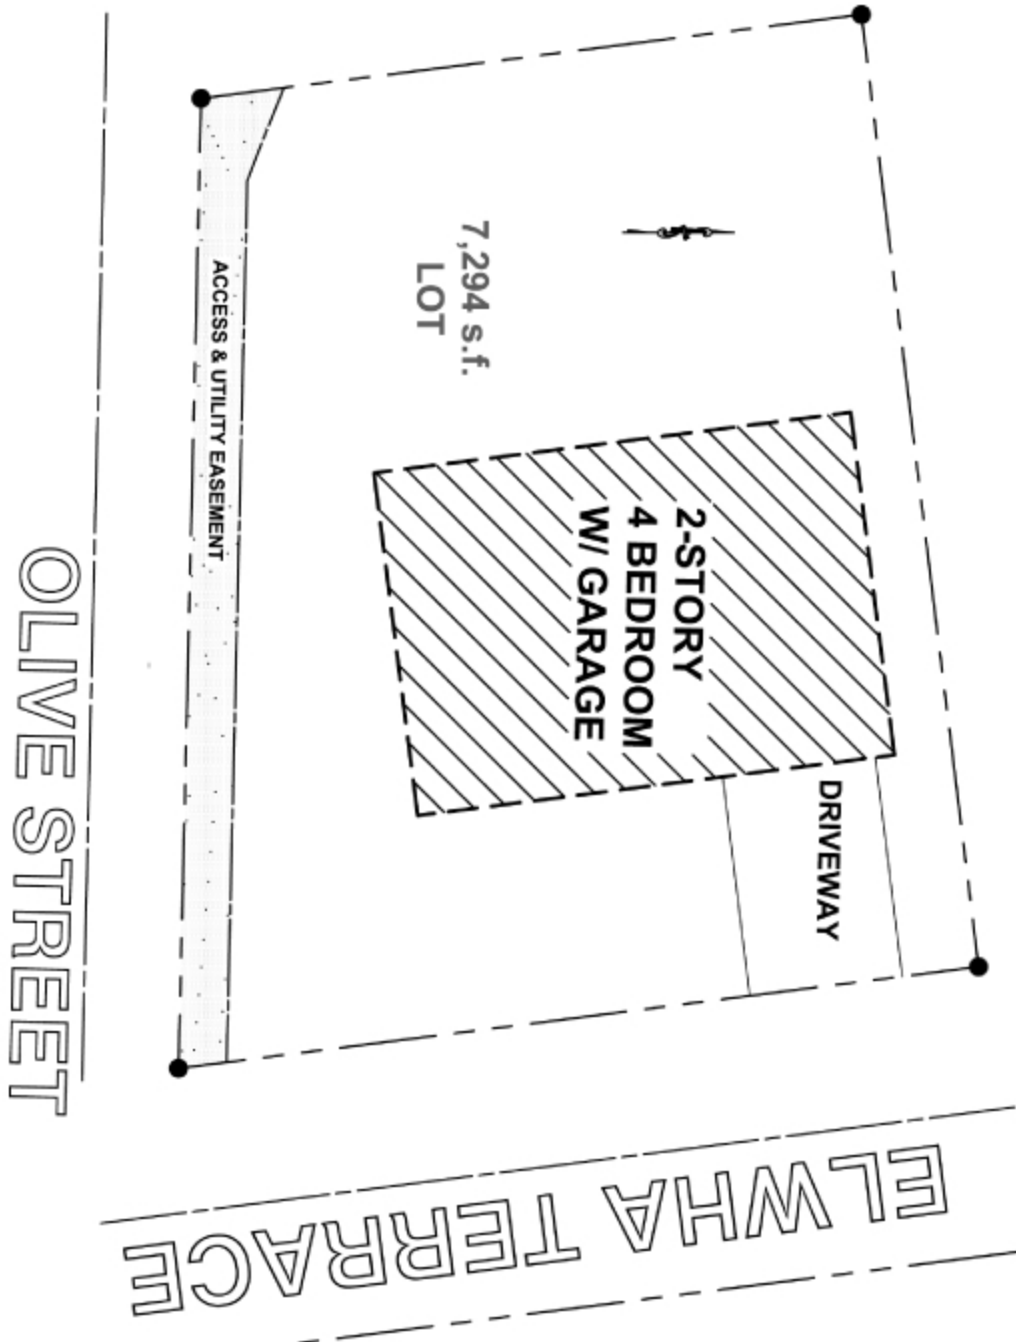 7,294 s.f.
LOT
ACCESS & UTILITY EASEMENT
2-STORY
4 BEDROOM
W/ GARAGE
DRIVEWAY
OLIVE STREET
ELWHA TERRACE